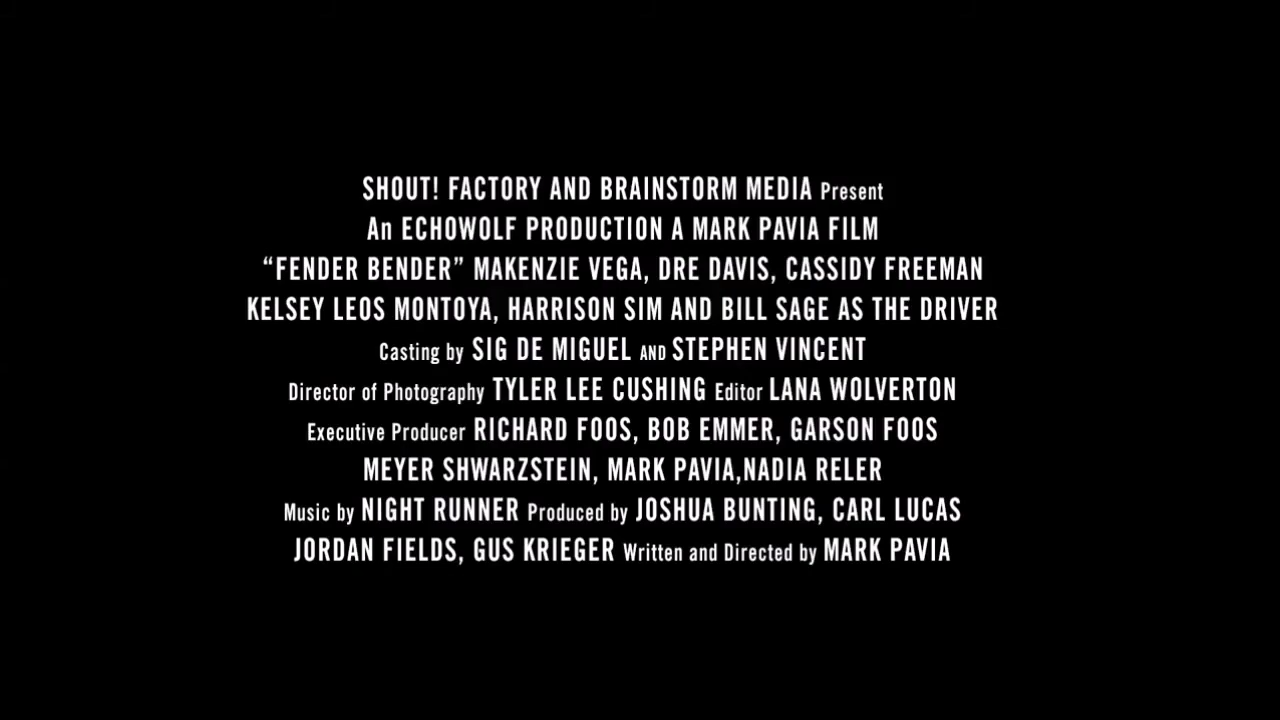 SHOUT! FACTORY AND BRAINSTORM MEDIA Present
An ECHOWOLF PRODUCTION A MARK PAVIA FILM
“FENDER BENDER” MAKENZIE VEGA, DRE DAVIS, CASSIDY FREEMAN
KELSEY LEOS MONTOYA, HARRISON SIM AND BILL SAGE AS THE DRIVER
Casting by SIG DE MIGUEL AND STEPHEN VINCENT
Director of Photography TYLER LEE CUSHING Editor LANA WOLVERTON
Executive Producer RICHARD FOOS, BOB EMMER, GARSON FOOS
MEYER SHWARZSTEIN, MARK PAVIA,NADIA RELER
Music by NIGHT RUNNER Produced by JOSHUA BUNTING, CARL LUCAS
JORDAN FIELDS, GUS KRIEGER Written and Directed by MARK PAVIA